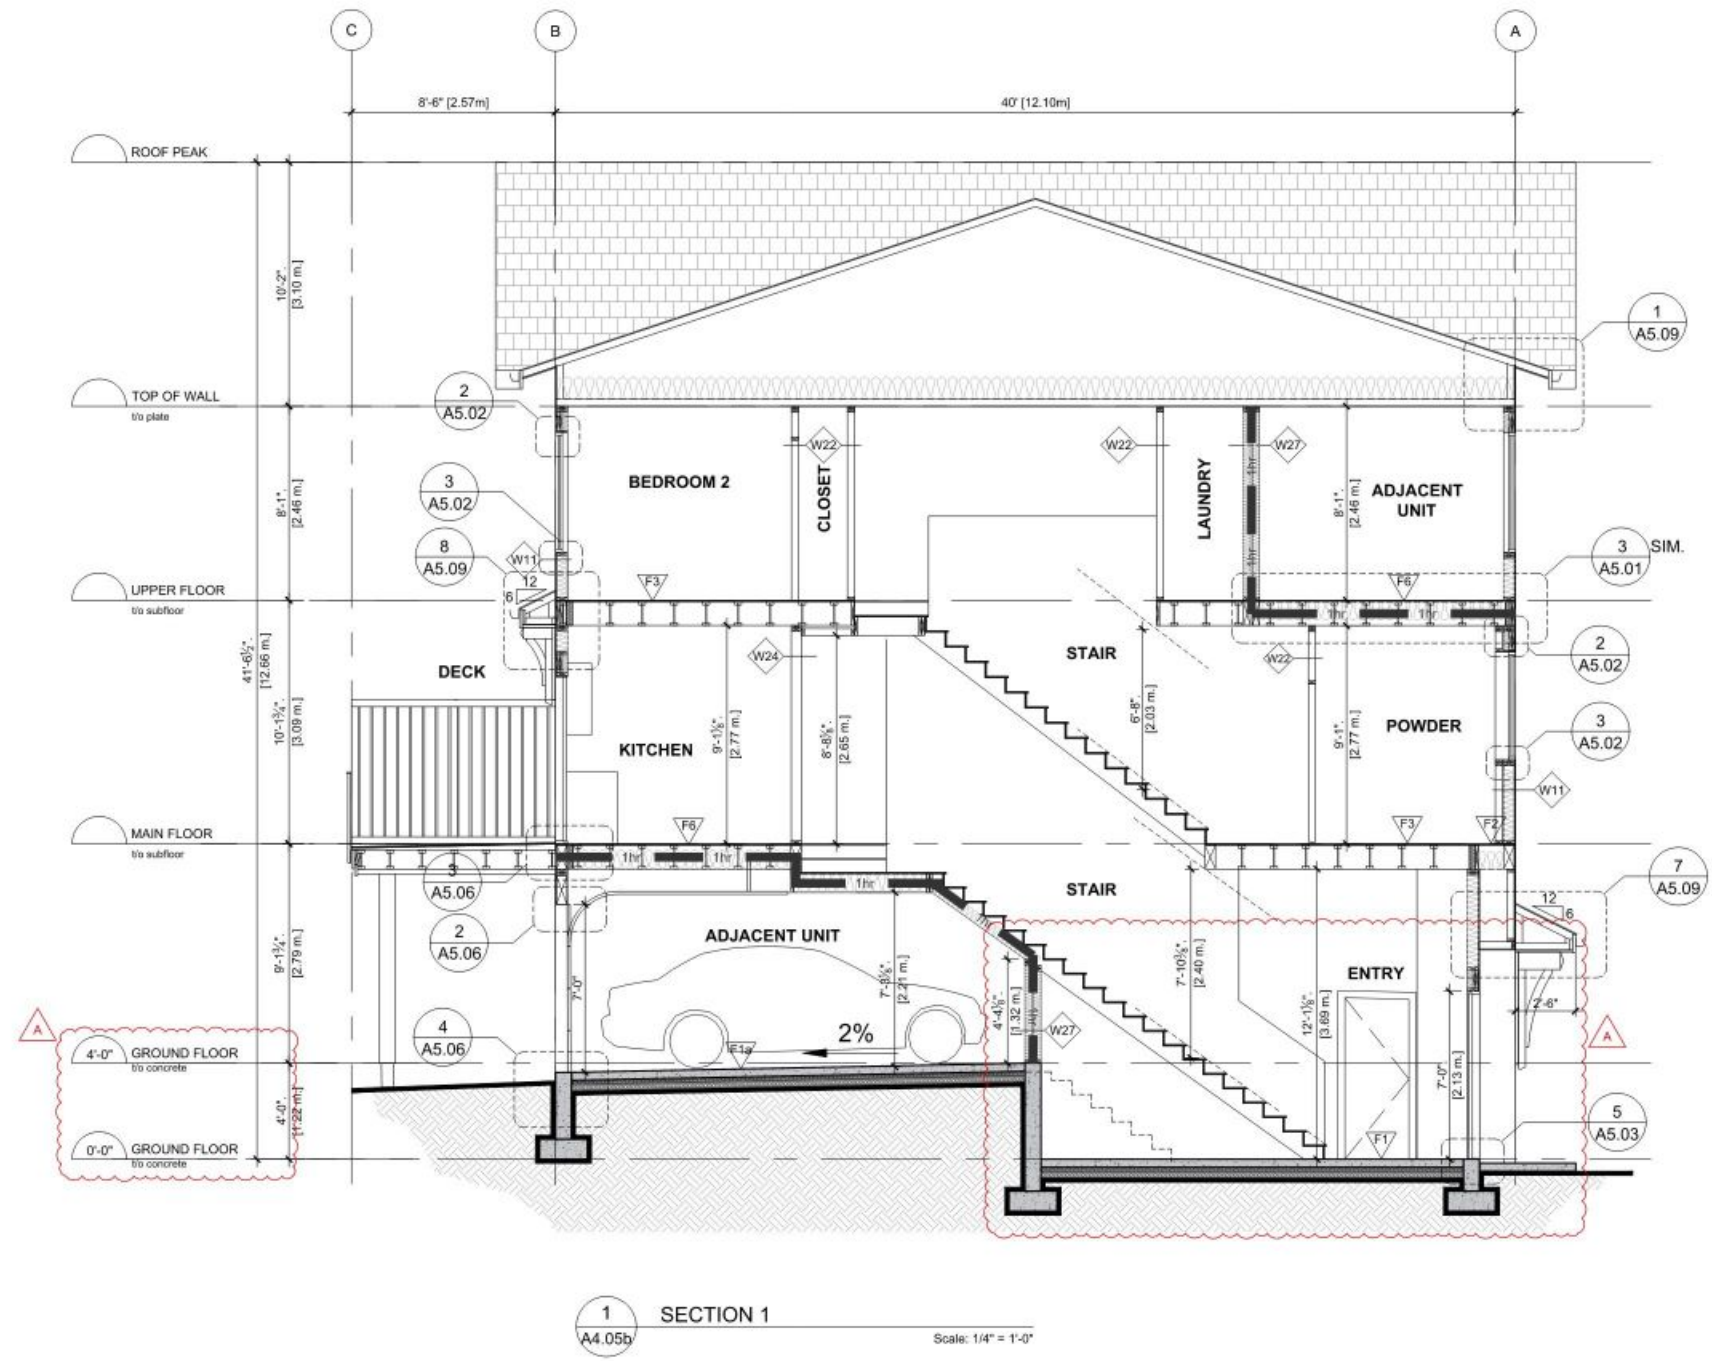 C
B
A
8'-6" [2.57m]
40' [12.10m]
ROOF PEAK
10'-2".
[3.10 m.]
1
A5.09
TOP OF WALL
t/o plate
2
A5.02
W22
W22
W27
1hr
3
A5.02
BEDROOM 2
CLOSET
LAUNDRY
8'-1".
[2.46 m.]
ADJACENT
UNIT
8'-1".
[2.46 m.]
8
A5.09
W11
12
6
1hr
3
A5.01
SIM.
UPPER FLOOR
t/o subfloor
F3
F6
1hr
1hr
41'-6½".
[12.66 m.]
DECK
W24
STAIR
W22
2
A5.02
10'-1¾".
[3.09 m.]
KITCHEN
9'-1⅛".
[2.77 m.]
8'-8⅜".
[2.65 m.]
6'-8".
[2.03 m.]
9'-1".
[2.77 m.]
POWDER
3
A5.02
W11
MAIN FLOOR
t/o subfloor
F6
F3
F2
1hr
1hr
3
A5.06
1hr
STAIR
7
A5.09
12
6
2
A5.06
ADJACENT UNIT
9'-1¾".
[2.79 m.]
7'-0"
7'-3⅛".
[2.21 m.]
4'-4⅛".
[1.32 m.]
1hr
W27
7'-10⅜".
[2.40 m.]
12'-1⅛".
[3.69 m.]
ENTRY
2'-6"
A
A
4
A5.06
2%
F1a
4'-0"
GROUND FLOOR
t/o concrete
4'-0".
[1.22 m.]
7'-0"
[2.13 m.]
5
A5.03
0'-0"
GROUND FLOOR
t/o concrete
F1
1
A4.05b
SECTION 1
Scale: 1/4" = 1'-0"